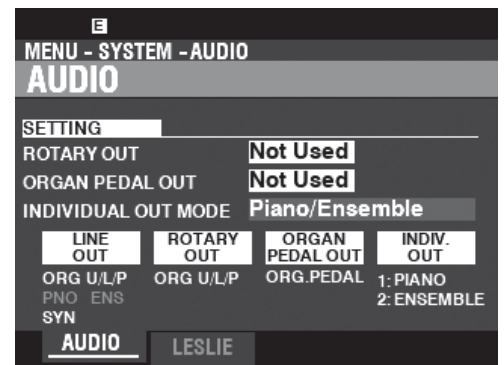 E
MENU - SYSTEM - AUDIO
AUDIO
SETTING
ROTARY OUT Not Used
ORGAN PEDAL OUT Not Used
INDIVIDUAL OUT MODE Piano/Ensemble
LINE OUT ROTARY OUT ORGAN PEDAL OUT INDIV. OUT
ORG U/L/P ORG U/L/P ORG.PEDAL 1: PIANO
PNO ENS 2: ENSEMBLE
SYN
AUDIO LESLIE